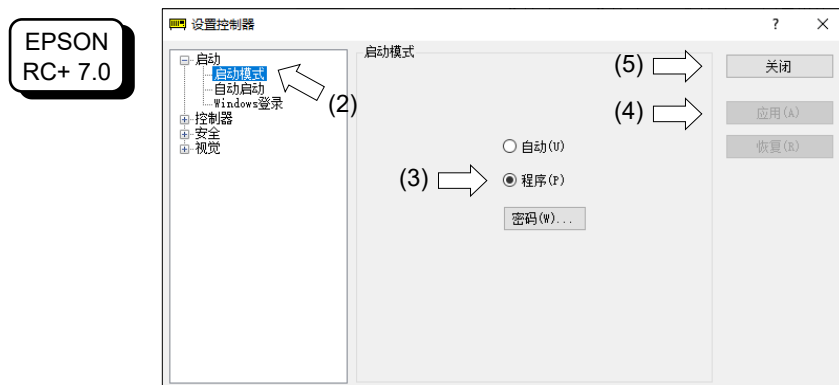 EPSON
RC+ 7.0
设置控制器
?
×
启动
启动模式
自动启动
Windows登录
控制器
安全
视觉
(2)
启动模式
自动(U)
(3)
程序(P)
密码(W)...
(5)
关闭
(4)
应用(A)
恢复(R)